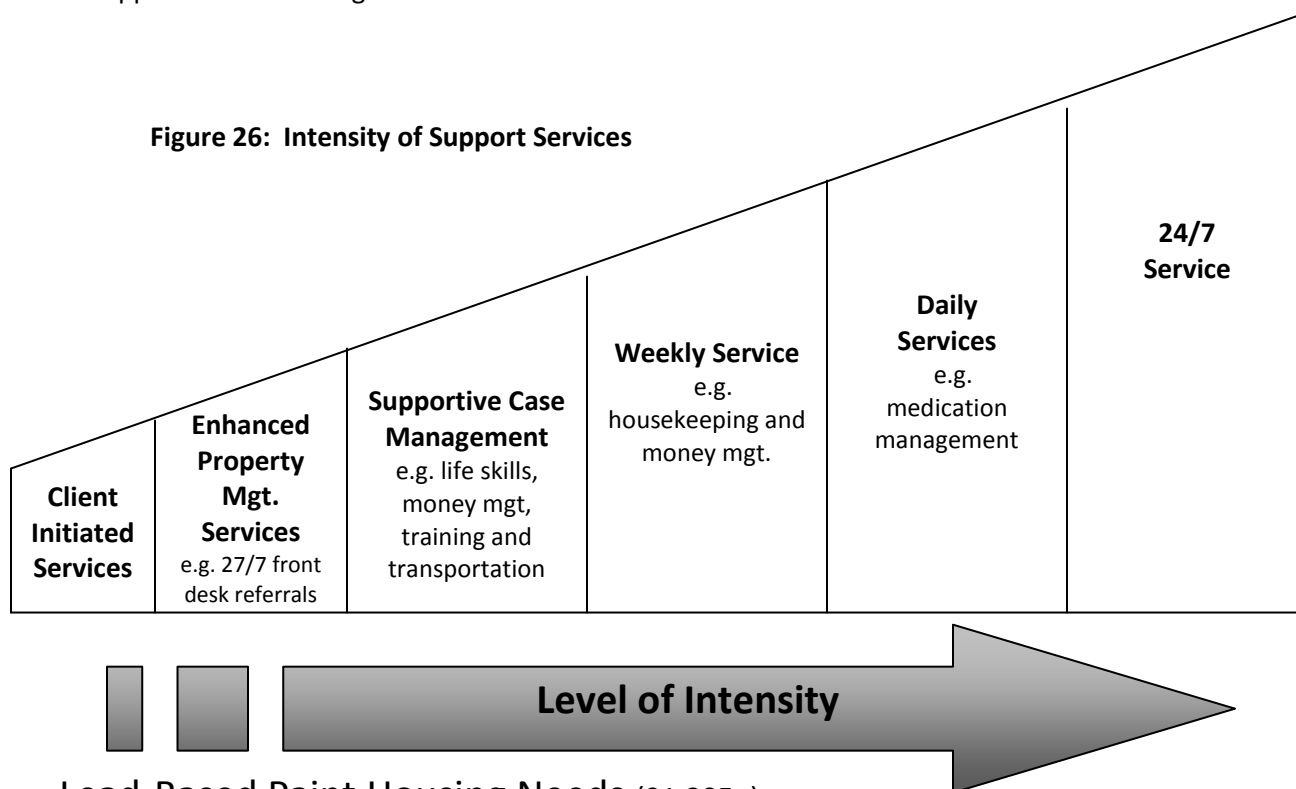 Figure 26: Intensity of Support Services
Client
Initiated
Services
Enhanced
Property
Mgt.
Services
e.g. 27/7 front
desk referrals
Supportive Case
Management
e.g. life skills,
money mgt,
training and
transportation
Weekly Service
e.g.
housekeeping and
money mgt.
Daily
Services
e.g.
medication
management
24/7
Service
Level of Intensity
Lead-Based Paint Housing Needs